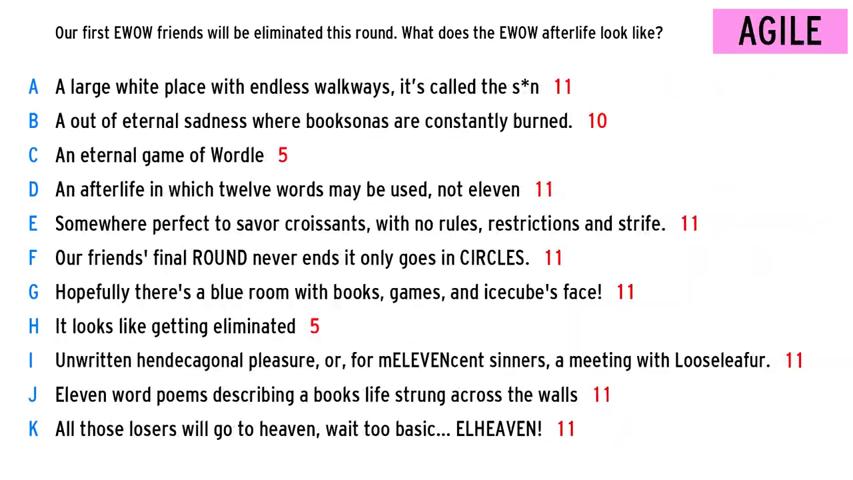 Our first EWOW friends will be eliminated this round. What does the EWOW afterlife look like?
AGILE
A A large white place with endless walkways, it’s called the s*n 11
B A out of eternal sadness where booksonas are constantly burned. 10
C An eternal game of Wordle 5
D An afterlife in which twelve words may be used, not eleven 11
E Somewhere perfect to savor croissants, with no rules, restrictions and strife. 11
F Our friends' final ROUND never ends it only goes in CIRCLES. 11
G Hopefully there's a blue room with books, games, and icecube's face! 11
H It looks like getting eliminated 5
I Unwritten hendecagonal pleasure, or, for mELEVENcent sinners, a meeting with Looseleafur. 11
J Eleven word poems describing a books life strung across the walls 11
K All those losers will go to heaven, wait too basic... ELHEAVEN! 11